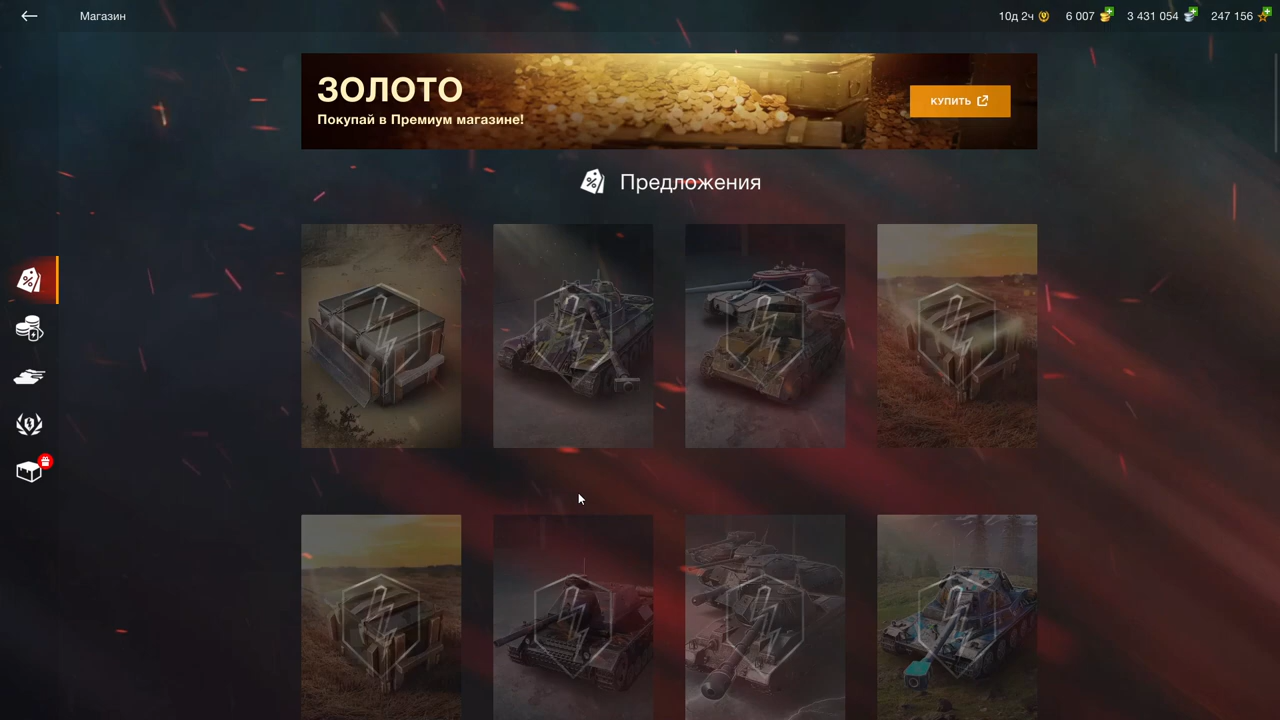 Магазин
10д 2ч
6 007
3 431 054
247 156
ЗОЛОТО
Покупай в Премиум магазине!
КУПИТЬ
Предложения